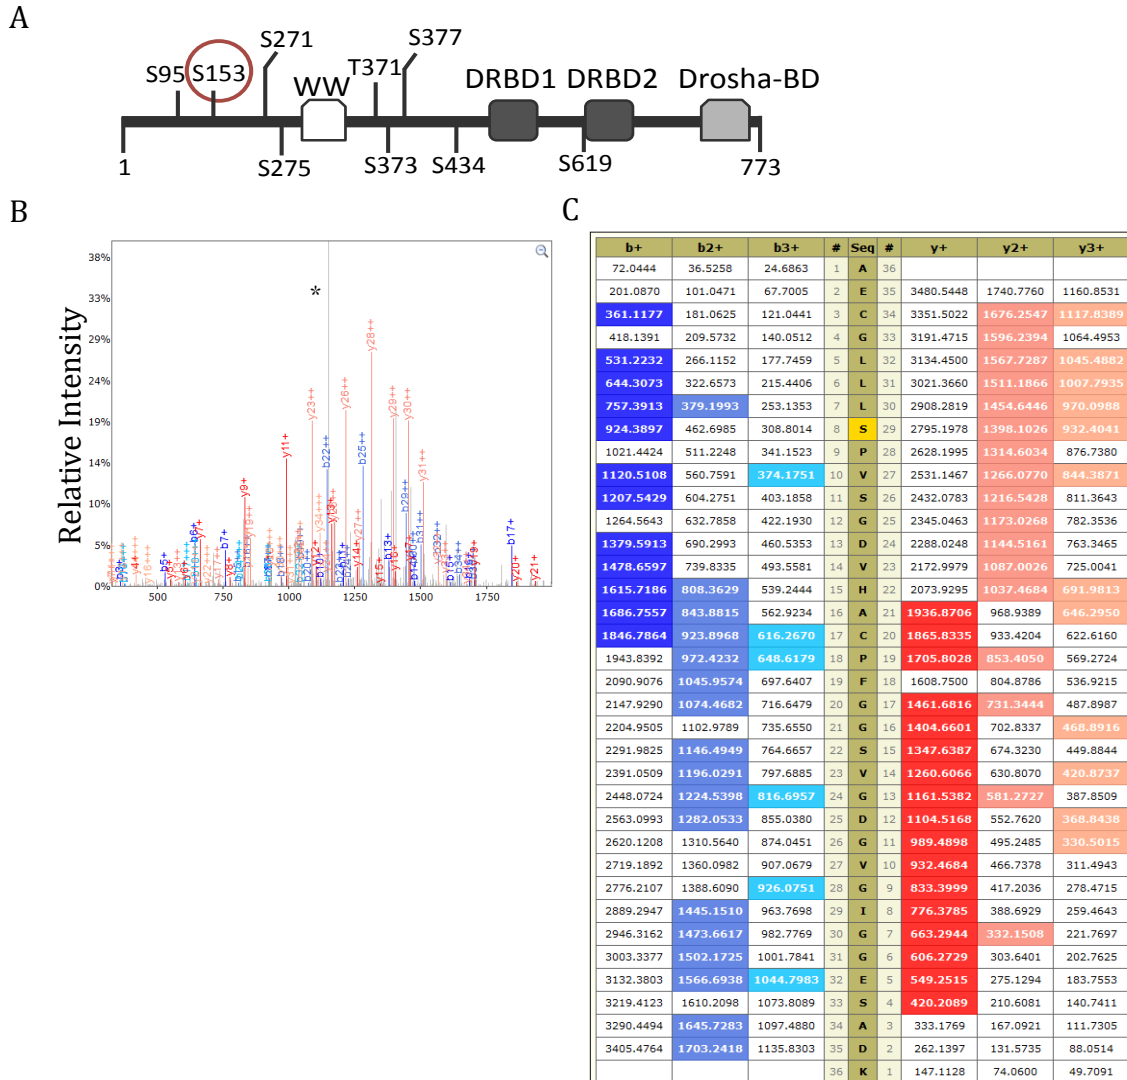 A
S271 S377
S95 S153 WW T371 DRBD1 DRBD2 Drosha-BD
1 S275 S373 S434 S619 773
B
C
Relative Intensity
38%
33%
29%
24%
19%
14%
10%
5%
0%
*
y28++
y23++
y26++
y29++
y30++
y11+
b22++
b25++
y31++
y9+
b29++
b17+
500 750 1000 1250 1500 1750
b+ b2+ b3+ # Seq # y+ y2+ y3+
72.0444 36.5258 24.6863 1 A 36
201.0870 101.0471 67.7005 2 E 35 3480.5448 1740.7760 1160.8531
361.1177 181.0625 121.0441 3 C 34 3351.5022 1676.2547 1117.8389
418.1391 209.5732 140.0512 4 G 33 3191.4715 1596.2394 1064.4953
531.2232 266.1152 177.7459 5 L 32 3134.4500 1567.7287 1045.4882
644.3073 322.6573 215.4406 6 L 31 3021.3660 1511.1866 1007.7935
757.3913 379.1993 253.1353 7 L 30 2908.2819 1454.6446 970.0988
924.3897 462.6985 308.8014 8 S 29 2795.1978 1398.1026 932.4041
1021.4424 511.2248 341.1523 9 P 28 2628.1995 1314.6034 876.7380
1120.5108 560.7591 374.1751 10 V 27 2531.1467 1266.0770 844.3871
1207.5429 604.2751 403.1858 11 S 26 2432.0783 1216.5428 811.3643
1264.5643 632.7858 422.1930 12 G 25 2345.0463 1173.0268 782.3536
1379.5913 690.2993 460.5353 13 D 24 2288.0248 1144.5161 763.3465
1478.6597 739.8335 493.5581 14 V 23 2172.9979 1087.0026 725.0041
1615.7186 808.3629 539.2444 15 H 22 2073.9295 1037.4684 691.9813
1686.7557 843.8815 562.9234 16 A 21 1936.8706 968.9389 646.2950
1846.7864 923.8968 616.2670 17 C 20 1865.8335 933.4204 622.6160
1943.8392 972.4232 648.6179 18 P 19 1705.8028 853.4050 569.2724
2090.9076 1045.9574 697.6407 19 F 18 1608.7500 804.8786 536.9215
2147.9290 1074.4682 716.6479 20 G 17 1461.6816 731.3444 487.8987
2204.9505 1102.9789 735.6550 21 G 16 1404.6601 702.8337 468.8916
2291.9825 1146.4949 764.6657 22 S 15 1347.6387 674.3230 449.8844
2391.0509 1196.0291 797.6885 23 V 14 1260.6066 630.8070 420.8737
2448.0724 1224.5398 816.6957 24 G 13 1161.5382 581.2727 387.8509
2563.0993 1282.0533 855.0380 25 D 12 1104.5168 552.7620 368.8438
2620.1208 1310.5640 874.0451 26 G 11 989.4898 495.2485 330.5015
2719.1892 1360.0982 907.0679 27 V 10 932.4684 466.7378 311.4943
2776.2107 1388.6090 926.0751 28 G 9 833.3999 417.2036 278.4715
2889.2947 1445.1510 963.7698 29 I 8 776.3785 388.6929 259.4643
2946.3162 1473.6617 982.7769 30 G 7 663.2944 332.1508 221.7697
3003.3377 1502.1725 1001.7841 31 G 6 606.2729 303.6401 202.7625
3132.3803 1566.6938 1044.7983 32 E 5 549.2515 275.1294 183.7553
3219.4123 1610.2098 1073.8089 33 S 4 420.2089 210.6081 140.7411
3290.4494 1645.7283 1097.4880 34 A 3 333.1769 167.0921 111.7305
3405.4764 1703.2418 1135.8303 35 D 2 262.1397 131.5735 88.0514
36 K 1 147.1128 74.0600 49.7091